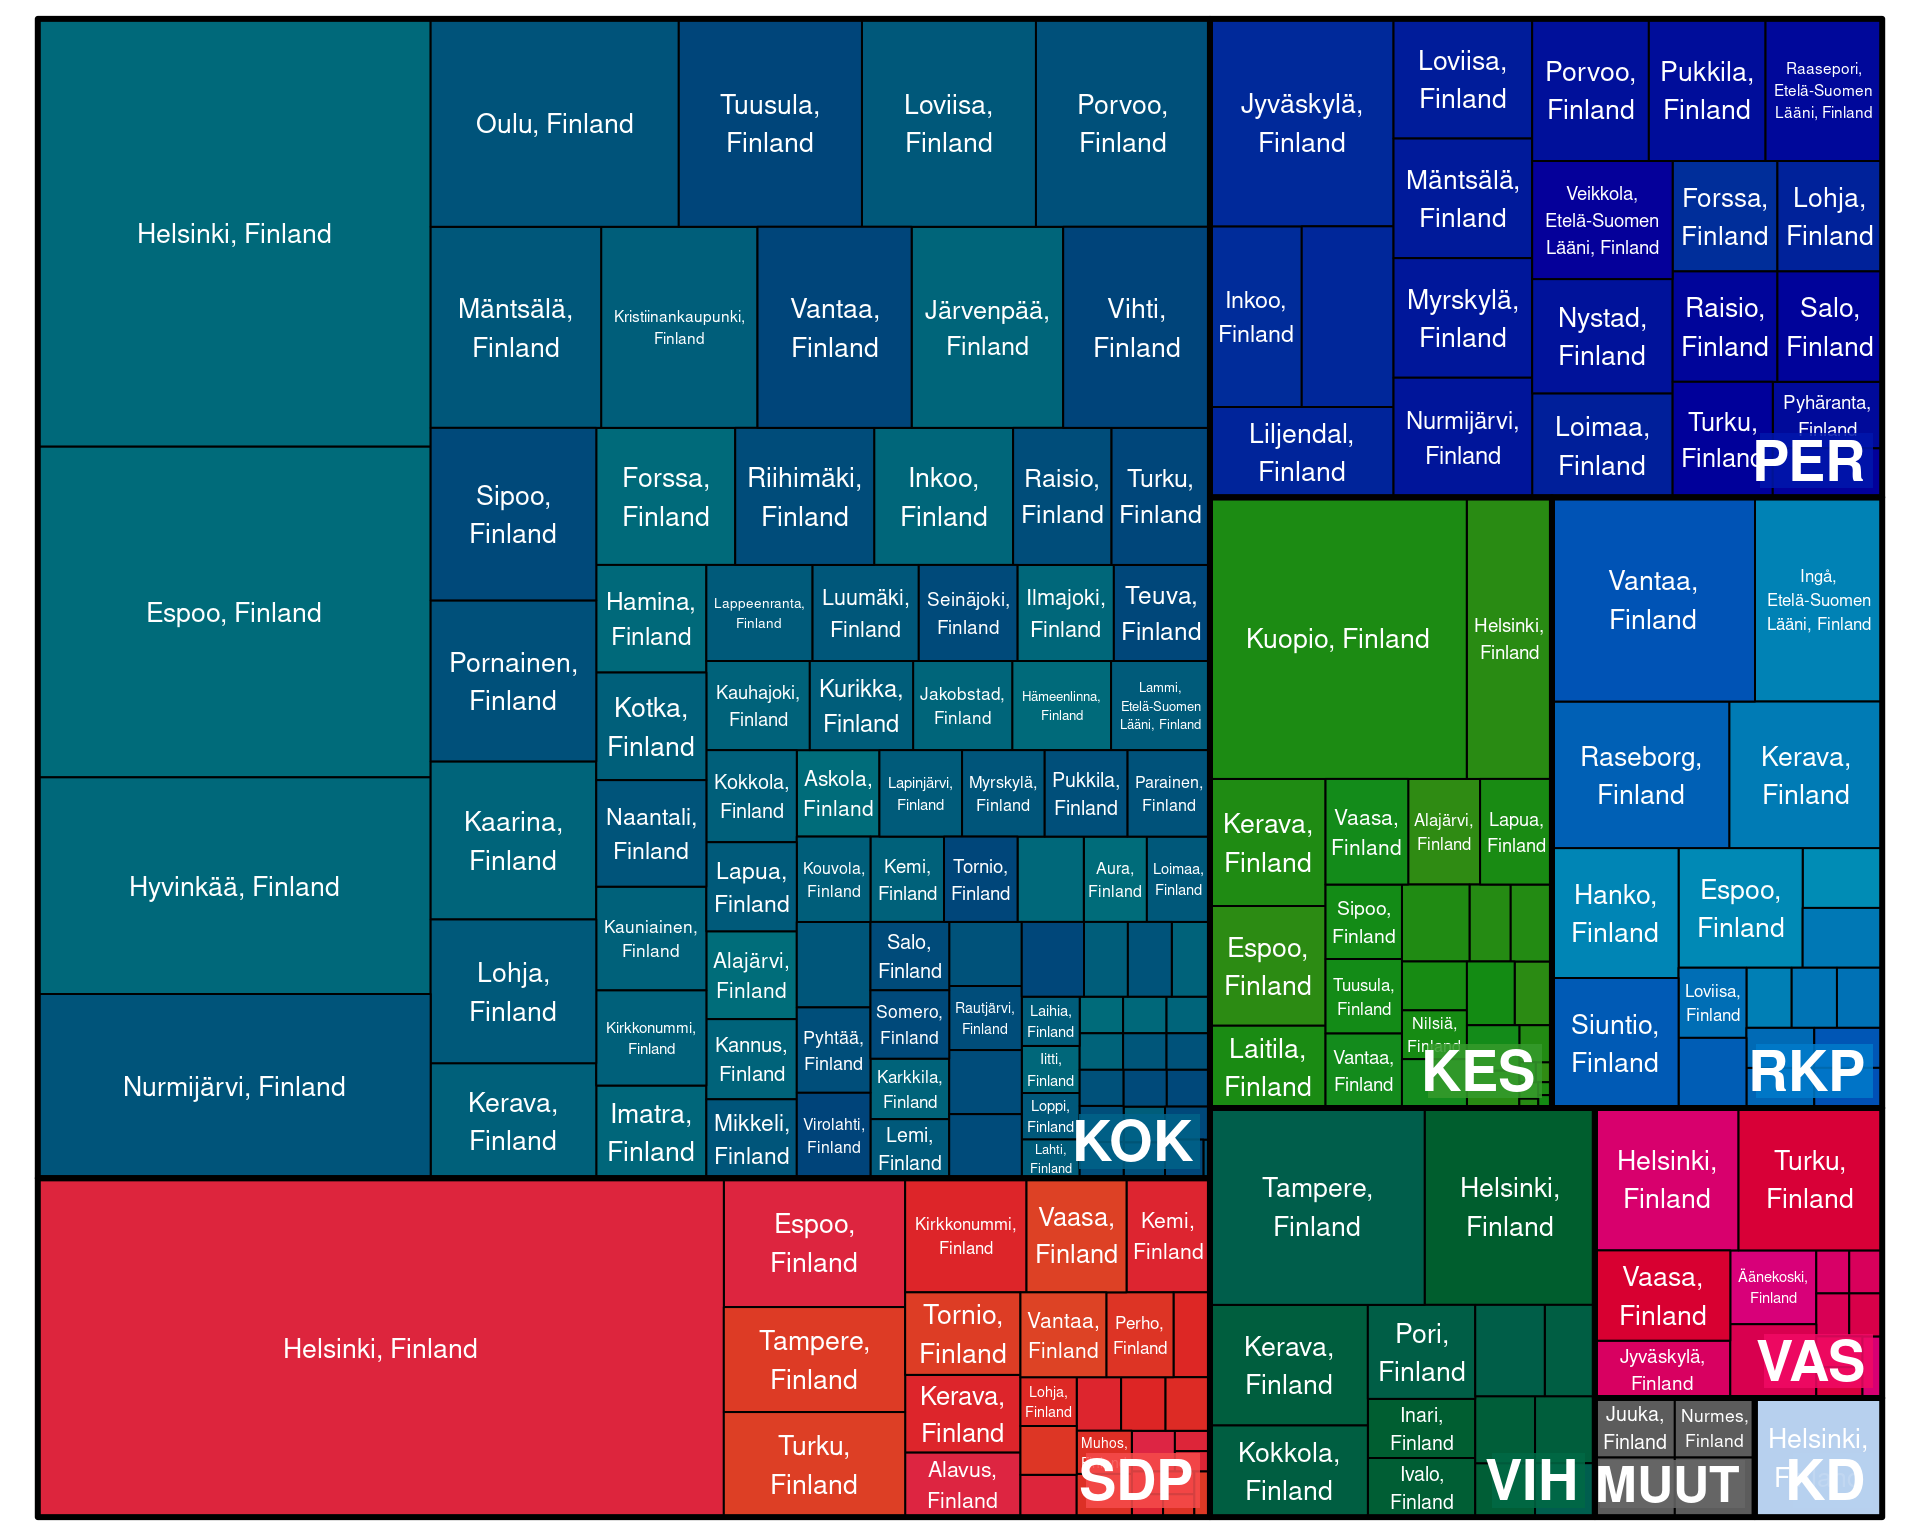 Helsinki, Finland
Espoo, Finland
Hyvinkää, Finland
Nurmijärvi, Finland
Oulu, Finland
Tuusula,
Finland
Loviisa,
Finland
Porvoo,
Finland
Mäntsälä,
Finland
Kristiinankaupunki,
Finland
Vantaa,
Finland
Järvenpää,
Finland
Vihti,
Finland
Sipoo,
Finland
Pornainen,
Finland
Kaarina,
Finland
Lohja,
Finland
Kerava,
Finland
Forssa,
Finland
Riihimäki,
Finland
Inkoo,
Finland
Raisio,
Finland
Turku,
Finland
Hamina,
Finland
Kotka,
Finland
Naantali,
Finland
Kauniainen,
Finland
Kirkkonummi,
Finland
Imatra,
Finland
Lappeenranta,
Finland
Luumäki,
Finland
Seinäjoki,
Finland
Ilmajoki,
Finland
Teuva,
Finland
Kauhajoki,
Finland
Kurikka,
Finland
Jakobstad,
Finland
Hämeenlinna,
Finland
Lammi,
Etelä-Suomen
Lääni, Finland
Kokkola,
Finland
Lapua,
Finland
Alajärvi,
Finland
Kannus,
Finland
Mikkeli,
Finland
Askola,
Finland
Lapinjärvi,
Finland
Myrskylä,
Finland
Pukkila,
Finland
Parainen,
Finland
Kouvola,
Finland
Kemi,
Finland
Tornio,
Finland
Aura,
Finland
Loimaa,
Finland
Pyhtää,
Finland
Virolahti,
Finland
Salo,
Finland
Somero,
Finland
Karkkila,
Finland
Lemi,
Finland
Rautjärvi,
Finland
Laihia,
Finland
Iitti,
Finland
Loppi,
Finland
Lahti,
Finland
KOK
Helsinki, Finland
Espoo,
Finland
Tampere,
Finland
Turku,
Finland
Kirkkonummi,
Finland
Vaasa,
Finland
Kemi,
Finland
Tornio,
Finland
Kerava,
Finland
Alavus,
Finland
Vantaa,
Finland
Perho,
Finland
Lohja,
Finland
Muhos,
SDP
Jyväskylä,
Finland
Inkoo,
Finland
Liljendal,
Finland
Loviisa,
Finland
Mäntsälä,
Finland
Myrskylä,
Finland
Nurmijärvi,
Finland
Porvoo,
Finland
Pukkila,
Finland
Raasepori,
Etelä-Suomen
Lääni, Finland
Veikkola,
Etelä-Suomen
Lääni, Finland
Nystad,
Finland
Loimaa,
Finland
Forssa,
Finland
Lohja,
Finland
Raisio,
Finland
Salo,
Finland
Turku,
Finland
Pyhäranta,
Finland
PER
Kuopio, Finland
Helsinki,
Finland
Kerava,
Finland
Espoo,
Finland
Laitila,
Finland
Vaasa,
Finland
Alajärvi,
Finland
Lapua,
Finland
Sipoo,
Finland
Tuusula,
Finland
Vantaa,
Finland
Nilsiä,
Finland
KES
Vantaa,
Finland
Ingå,
Etelä-Suomen
Lääni, Finland
Raseborg,
Finland
Kerava,
Finland
Hanko,
Finland
Siuntio,
Finland
Espoo,
Finland
Loviisa,
Finland
RKP
Tampere,
Finland
Helsinki,
Finland
Kerava,
Finland
Kokkola,
Finland
Pori,
Finland
Inari,
Finland
Ivalo,
Finland
VIH
Helsinki,
Finland
Turku,
Finland
Vaasa,
Finland
Jyväskylä,
Finland
Äänekoski,
Finland
VAS
Juuka,
Finland
Nurmes,
Finland
MUUT
Helsinki,
KD